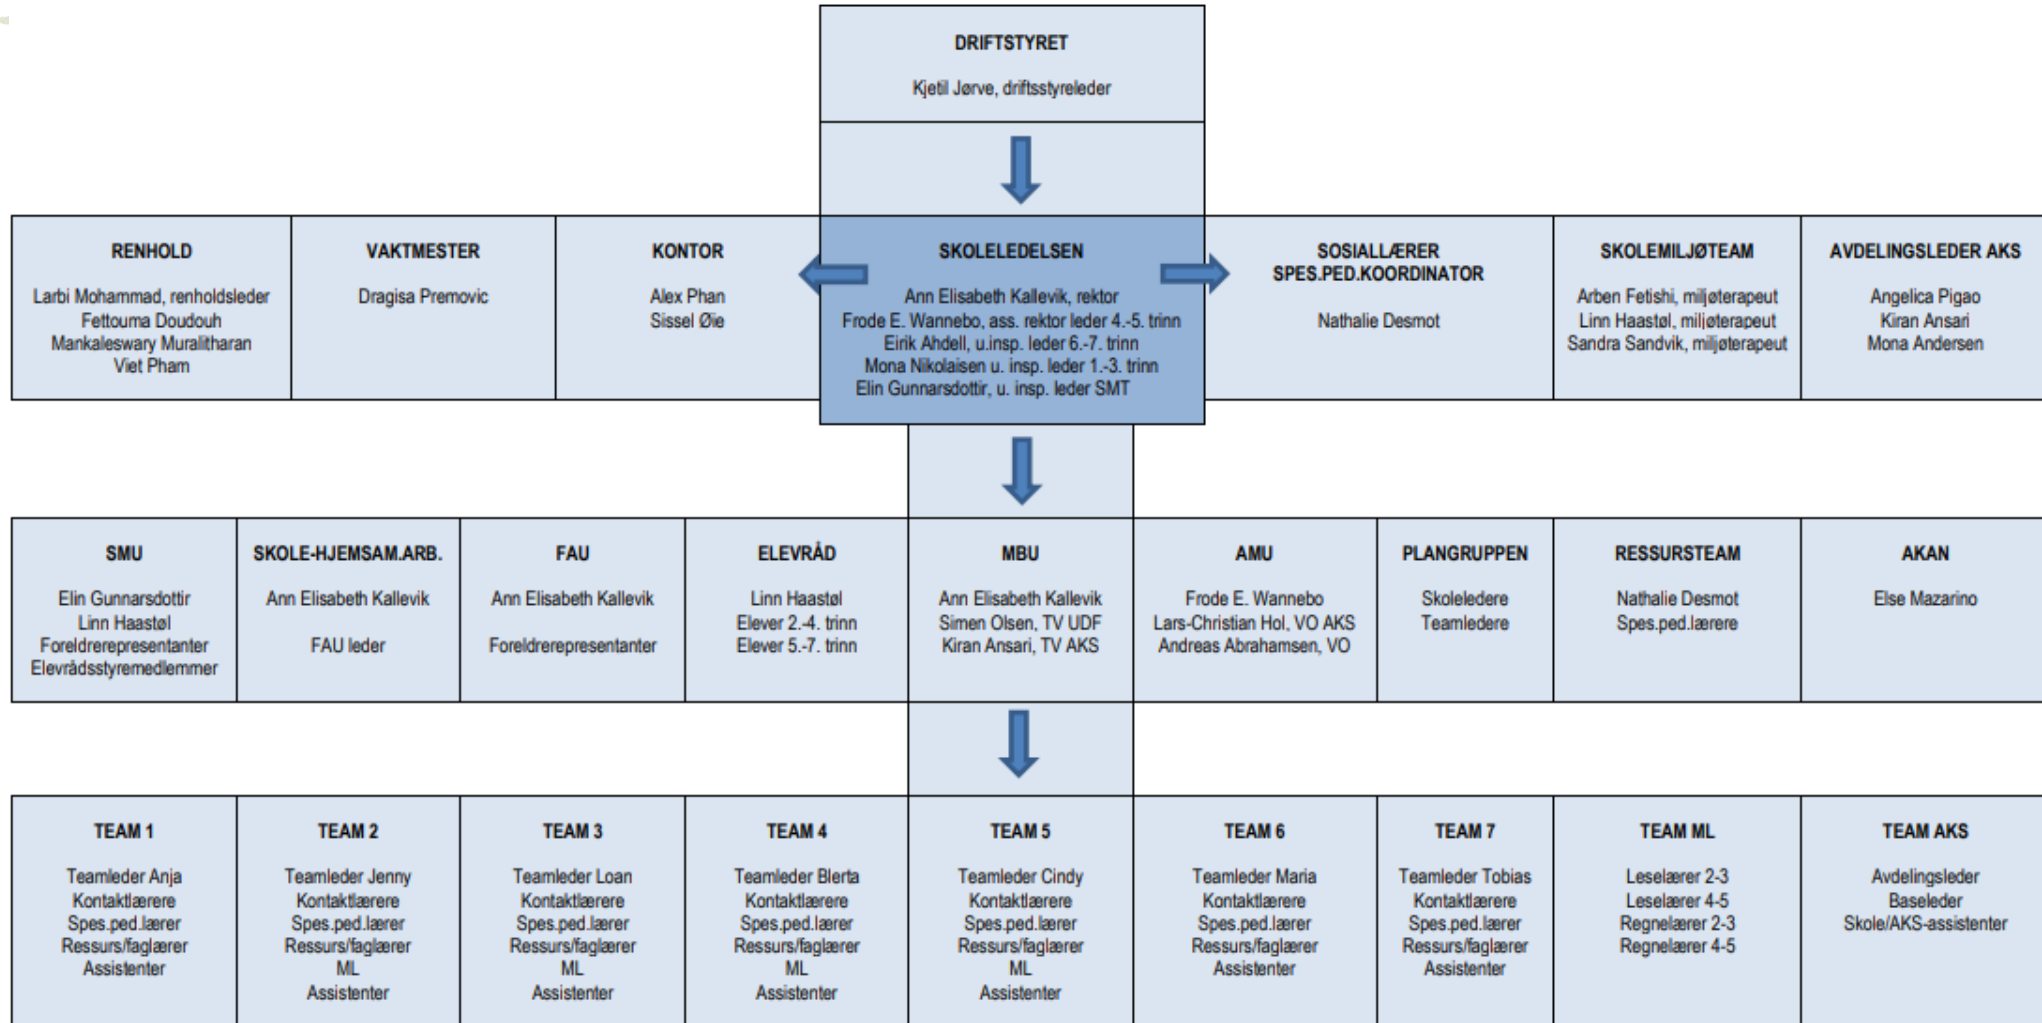 DRIFTSTYRET
Kjetil Jørve, driftsstyreleder
RENHOLD
Larbi Mohammad, renholdsleder
Fettouma Doudouh
Mankaleswary Muralitharan
Viet Pham
VAKTMESTER
Dragisa Premovic
KONTOR
Alex Phan
Sissel Øie
SKOLELEDELSEN
Ann Elisabeth Kallevik, rektor
Frode E. Wannebo, ass. rektor leder 4.-5. trinn
Eirik Ahdell, u.insp. leder 6.-7. trinn
Mona Nikolaisen u. insp. leder 1.-3. trinn
Elin Gunnarsdottir, u. insp. leder SMT
SOSIALLÆRER
SPES.PED.KOORDINATOR
Nathalie Desmot
SKOLEMILJØTEAM
Arben Fetishi, miljøterapeut
Linn Haastøl, miljøterapeut
Sandra Sandvik, miljøterapeut
AVDELINGSLEDER AKS
Angelica Pigao
Kiran Ansari
Mona Andersen
SMU
Elin Gunnarsdottir
Linn Haastøl
Foreldrerepresentanter
Elevrådsstyremedlemmer
SKOLE-HJEMSAM.ARB.
Ann Elisabeth Kallevik
FAU leder
FAU
Ann Elisabeth Kallevik
Foreldrerepresentanter
ELEVRÅD
Linn Haastøl
Elever 2.-4. trinn
Elever 5.-7. trinn
MBU
Ann Elisabeth Kallevik
Simen Olsen, TV UDF
Kiran Ansari, TV AKS
AMU
Frode E. Wannebo
Lars-Christian Hol, VO AKS
Andreas Abrahamsen, VO
PLANGRUPPEN
Skoleledere
Teamledere
RESSURSTEAM
Nathalie Desmot
Spes.ped.lærere
AKAN
Else Mazarino
TEAM 1
Teamleder Anja
Kontaktlærere
Spes.ped.lærer
Ressurs/faglærer
Assistenter
TEAM 2
Teamleder Jenny
Kontaktlærere
Spes.ped.lærer
Ressurs/faglærer
ML
Assistenter
TEAM 3
Teamleder Loan
Kontaktlærere
Spes.ped.lærer
Ressurs/faglærer
ML
Assistenter
TEAM 4
Teamleder Blerta
Kontaktlærere
Spes.ped.lærer
Ressurs/faglærer
ML
Assistenter
TEAM 5
Teamleder Cindy
Kontaktlærere
Spes.ped.lærer
Ressurs/faglærer
ML
Assistenter
TEAM 6
Teamleder Maria
Kontaktlærere
Spes.ped.lærer
Ressurs/faglærer
Assistenter
TEAM 7
Teamleder Tobias
Kontaktlærere
Spes.ped.lærer
Ressurs/faglærer
Assistenter
TEAM ML
Leselærer 2-3
Leselærer 4-5
Regnelærer 2-3
Regnelærer 4-5
TEAM AKS
Avdelingsleder
Baseleder
Skole/AKS-assistenter